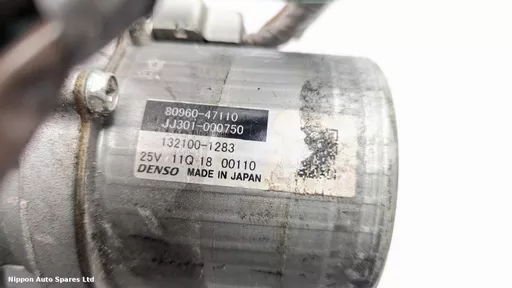 80960-47110
JJ301-000750
132100-1283
25V 11Q 18 00110
DENSO MADE IN JAPAN
Nippon Auto Spares Ltd